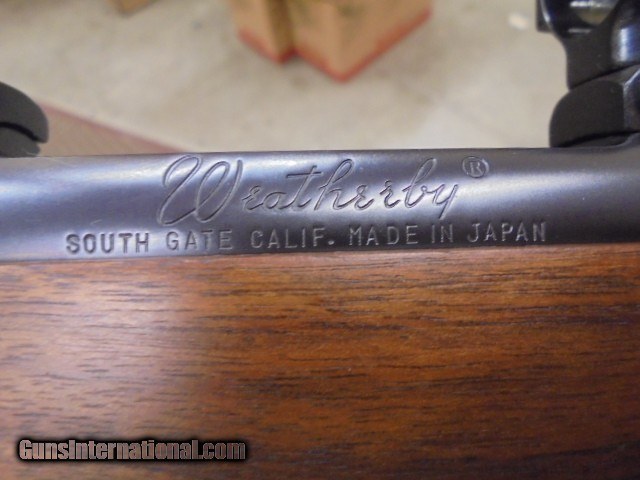 Weatherby®
SOUTH GATE CALIF. MADE IN JAPAN
GunsInternational.com